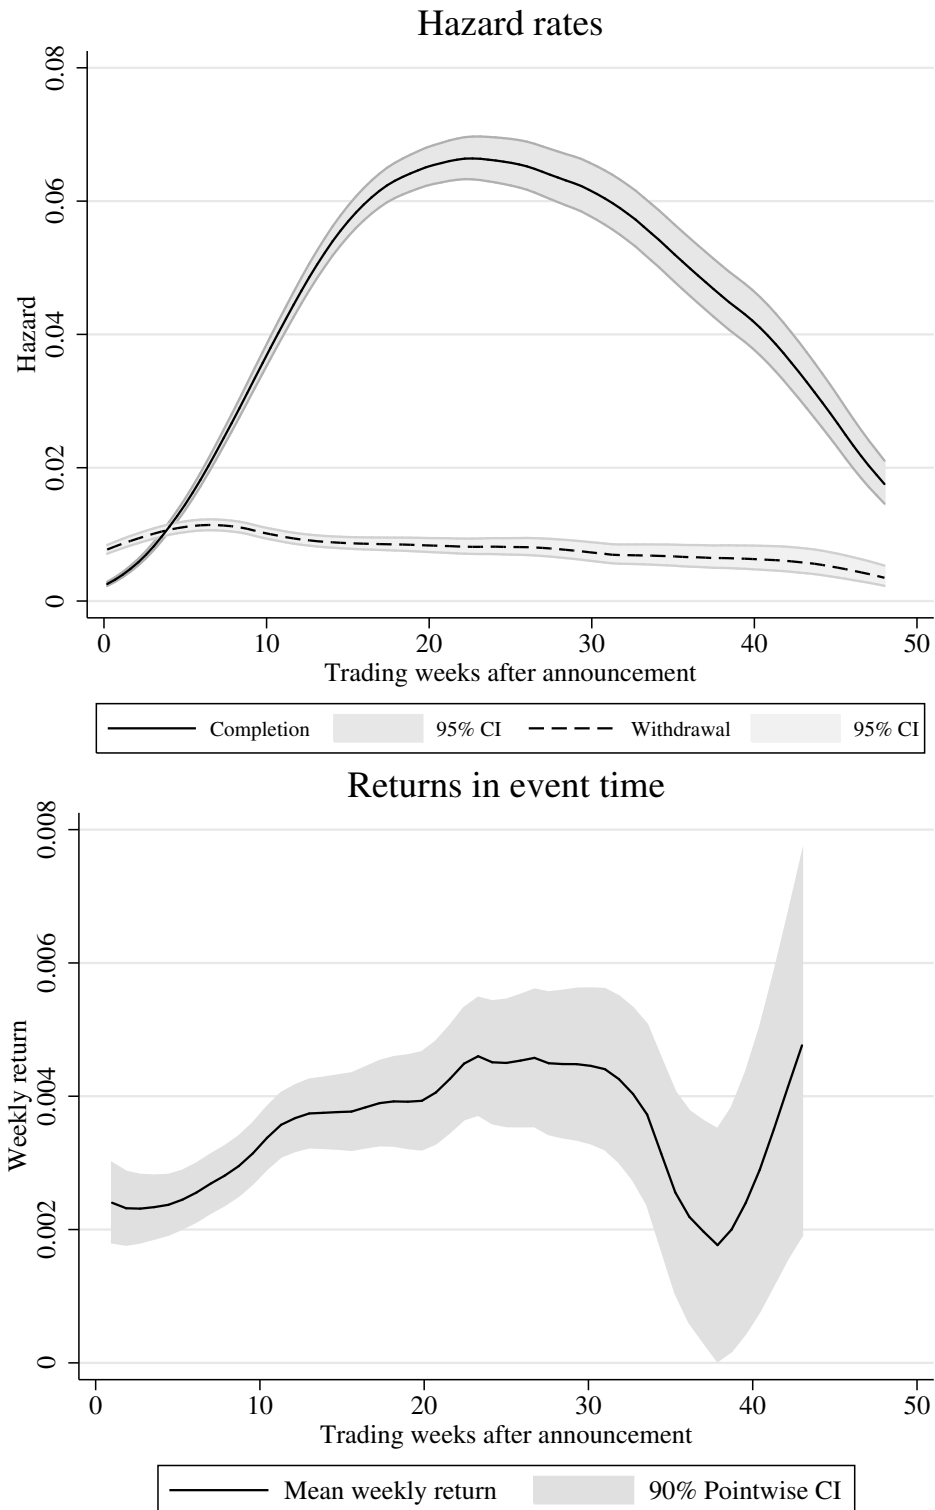 Hazard rates
Hazard
0.08
0.06
0.04
0.02
0
0 10 20 30 40 50
Trading weeks after announcement
Completion 95% CI Withdrawal 95% CI
Returns in event time
Weekly return
0.008
0.006
0.004
0.002
0
0 10 20 30 40 50
Trading weeks after announcement
Mean weekly return 90% Pointwise CI